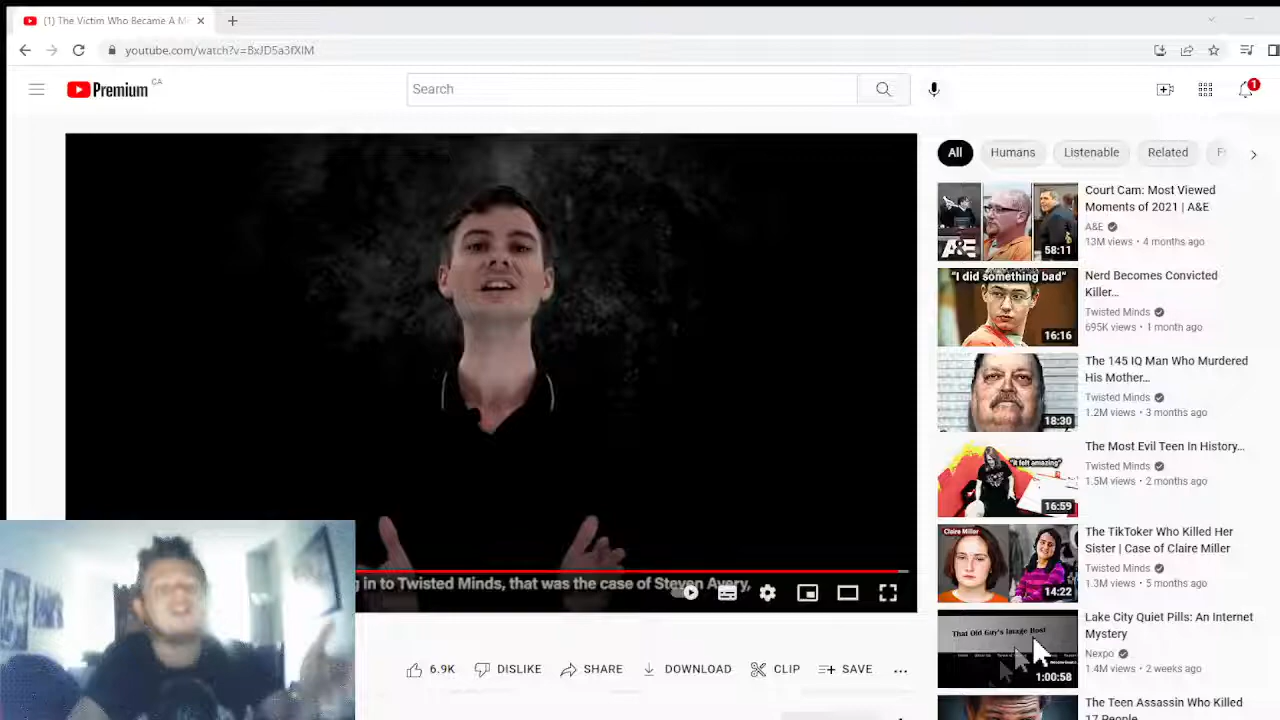 (1) The Victim Who Became A M
youtube.com/watch?v=BxJD5a3fXIM
Premium CA
Search
1
in to Twisted Minds, that was the case of Steven Avery,
6.9K DISLIKE DOWNLOAD CLIP SAVE
All Humans Listenable Related
Court Cam: Most Viewed
Moments of 2021 | A&E
A&E
13M views • 4 months ago
A&E
58:11
Nerd Becomes Convicted
Killer...
Twisted Minds
695K views • 1 month ago
"I did something bad"
16:16
The 145 IQ Man Who Murdered
His Mother...
Twisted Minds
1.2M views • 3 months ago
18:30
The Most Evil Teen In History...
Twisted Minds
1.5M views • 2 months ago
"it felt amazing"
16:59
The TikToker Who Killed Her
Sister | Case of Claire Miller
Twisted Minds
1.3M views • 5 months ago
Claire Miller
14:22
Lake City Quiet Pills: An Internet
Mystery
Nexpo
1.4M views • 2 weeks ago
That Old Guy's Image Host
1:00:58
The Teen Assassin Who Killed
17 People